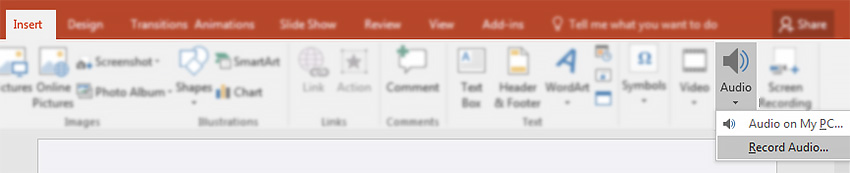 Insert Design Transitions Animations Slide Show Review View Add-ins Tell me what you want to do Share
Pictures Online Pictures Screenshot Photo Album Shapes SmartArt Chart Link Action Comment Text Box Header & Footer WordArt Symbols Video Audio Screen Recording
Images Illustrations Links Comments Text
Audio on My PC...
Record Audio...